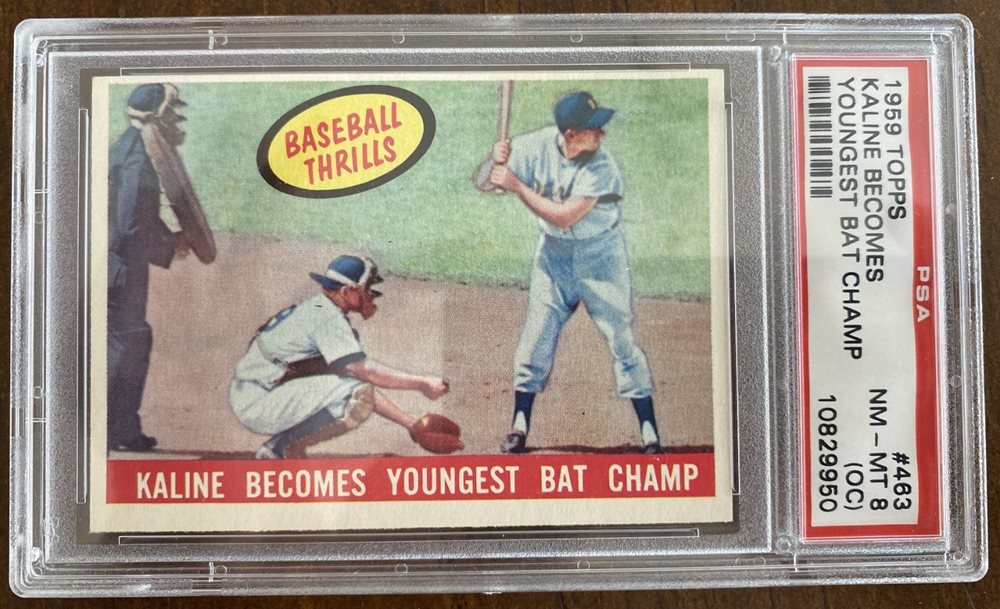 BASEBALL
THRILLS
KALINE BECOMES YOUNGEST BAT CHAMP
1959 TOPPS #463
KALINE BECOMES NM-MT 8
YOUNGEST BAT CHAMP (OC)
10829950
PSA